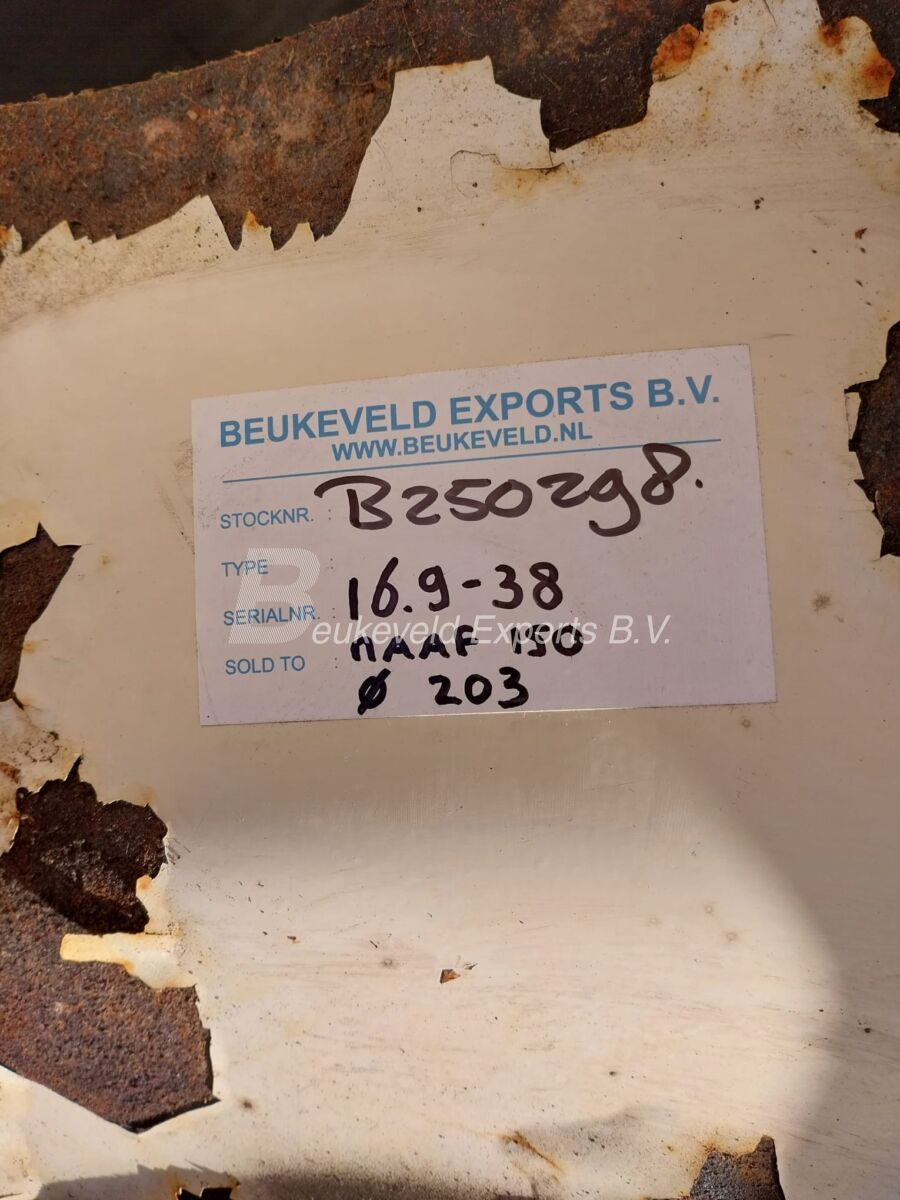 BEUKEVELD EXPORTS B.V.
WWW.BEUKEVELD.NL
STOCKNR. : B250298.
TYPE
SERIALNR. : 16.9-38
Beukeveld Exports B.V.
SOLD TO : NAAF 150
Ø 203